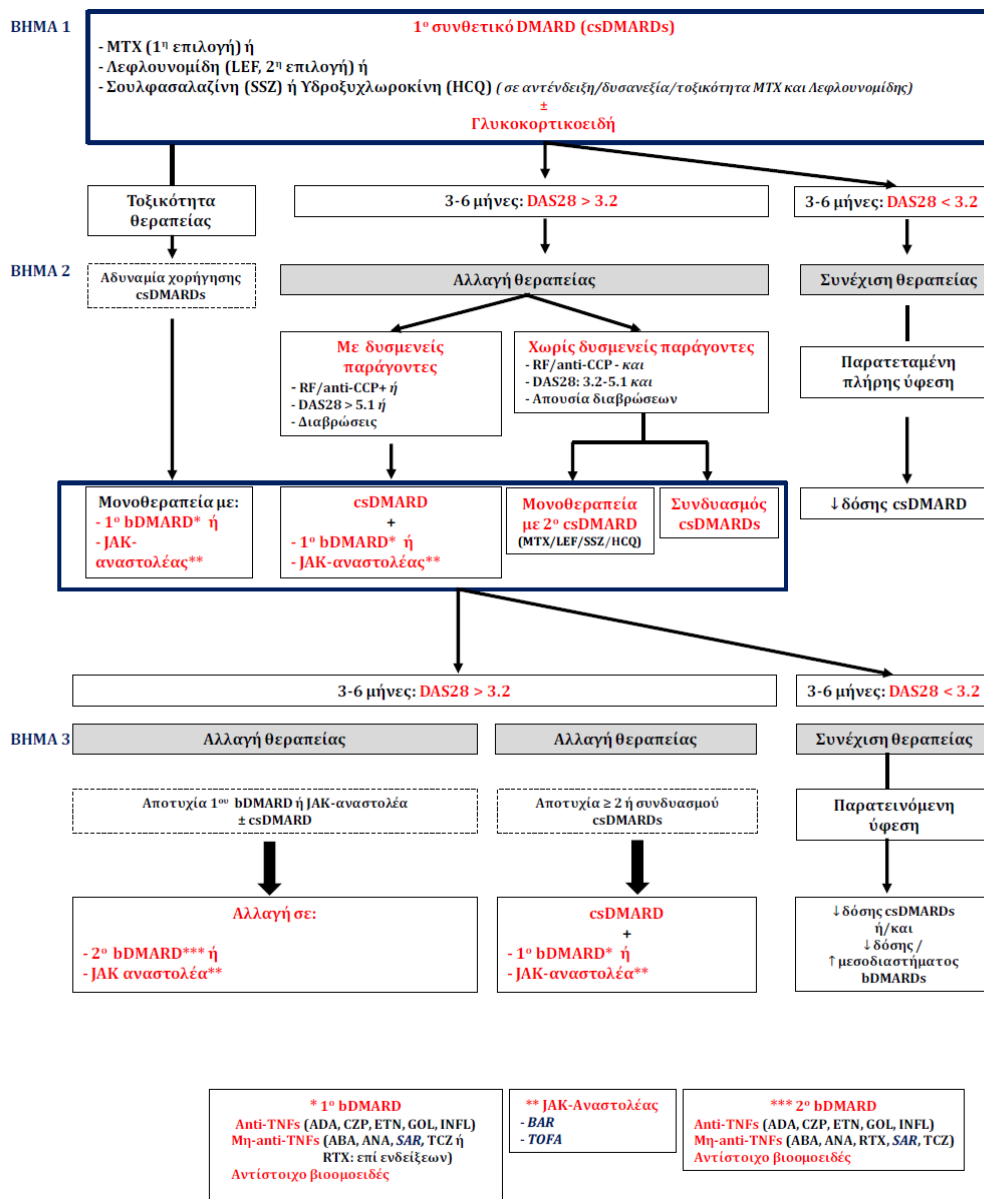 ΒΗΜΑ 1
1ο συνθετικό DMARD (csDMARDs)
- MTX (1η επιλογή) ή
- Λεφλουνομίδη (LEF, 2η επιλογή) ή
- Σουλφασαλαζίνη (SSZ) ή Υδροξυχλωροκίνη (HCQ) ( σε αντένδειξη/δυσανεξία/τοξικότητα MTX και Λεφλουνομίδης)
±
Γλυκοκορτικοειδή
Τοξικότητα
θεραπείας
3-6 μήνες: DAS28 > 3.2
3-6 μήνες: DAS28 < 3.2
ΒΗΜΑ 2
Αδυναμία χορήγησης
csDMARDs
Αλλαγή θεραπείας
Συνέχιση θεραπείας
Με δυσμενείς
παράγοντες
- RF/anti-CCP+ ή
- DAS28 > 5.1 ή
- Διαβρώσεις
Χωρίς δυσμενείς παράγοντες
- RF/anti-CCP - και
- DAS28: 3.2-5.1 και
- Απουσία διαβρώσεων
Παρατεταμένη
πλήρης ύφεση
Μονοθεραπεία με:
- 1ο bDMARD* ή
- JAK-
αναστολέας**
csDMARD
+
- 1ο bDMARD* ή
- JAK-αναστολέας**
Μονοθεραπεία
με 2ο csDMARD
(MTX/LEF/SSZ/HCQ)
Συνδυασμός
csDMARDs
↓δόσης csDMARD
3-6 μήνες: DAS28 > 3.2
3-6 μήνες: DAS28 < 3.2
ΒΗΜΑ 3
Αλλαγή θεραπείας
Αλλαγή θεραπείας
Συνέχιση θεραπείας
Αποτυχία 1ου bDMARD ή JAK-αναστολέα
± csDMARD
Αποτυχία ≥ 2 ή συνδυασμού
csDMARDs
Παρατεινόμενη
ύφεση
Αλλαγή σε:
- 2ο bDMARD*** ή
- JAK αναστολέα**
csDMARD
+
- 1ο bDMARD* ή
- JAK-αναστολέα**
↓δόσης csDMARDs
ή/και
↓δόσης /
↑μεσοδιαστήματος
bDMARDs
* 1ο bDMARD
Anti-TNFs (ADA, CZP, ETN, GOL, INFL)
Μη-anti-TNFs (ABA, ANA, SAR, TCZ ή
RTX: επί ενδείξεων)
Αντίστοιχο βιοομοειδές
** JAK-Αναστολέας
- BAR
- TOFA
*** 2ο bDMARD
Anti-TNFs (ADA, CZP, ETN, GOL, INFL)
Μη-anti-TNFs (ABA, ANA, RTX, SAR, TCZ)
Αντίστοιχο βιοομοειδές